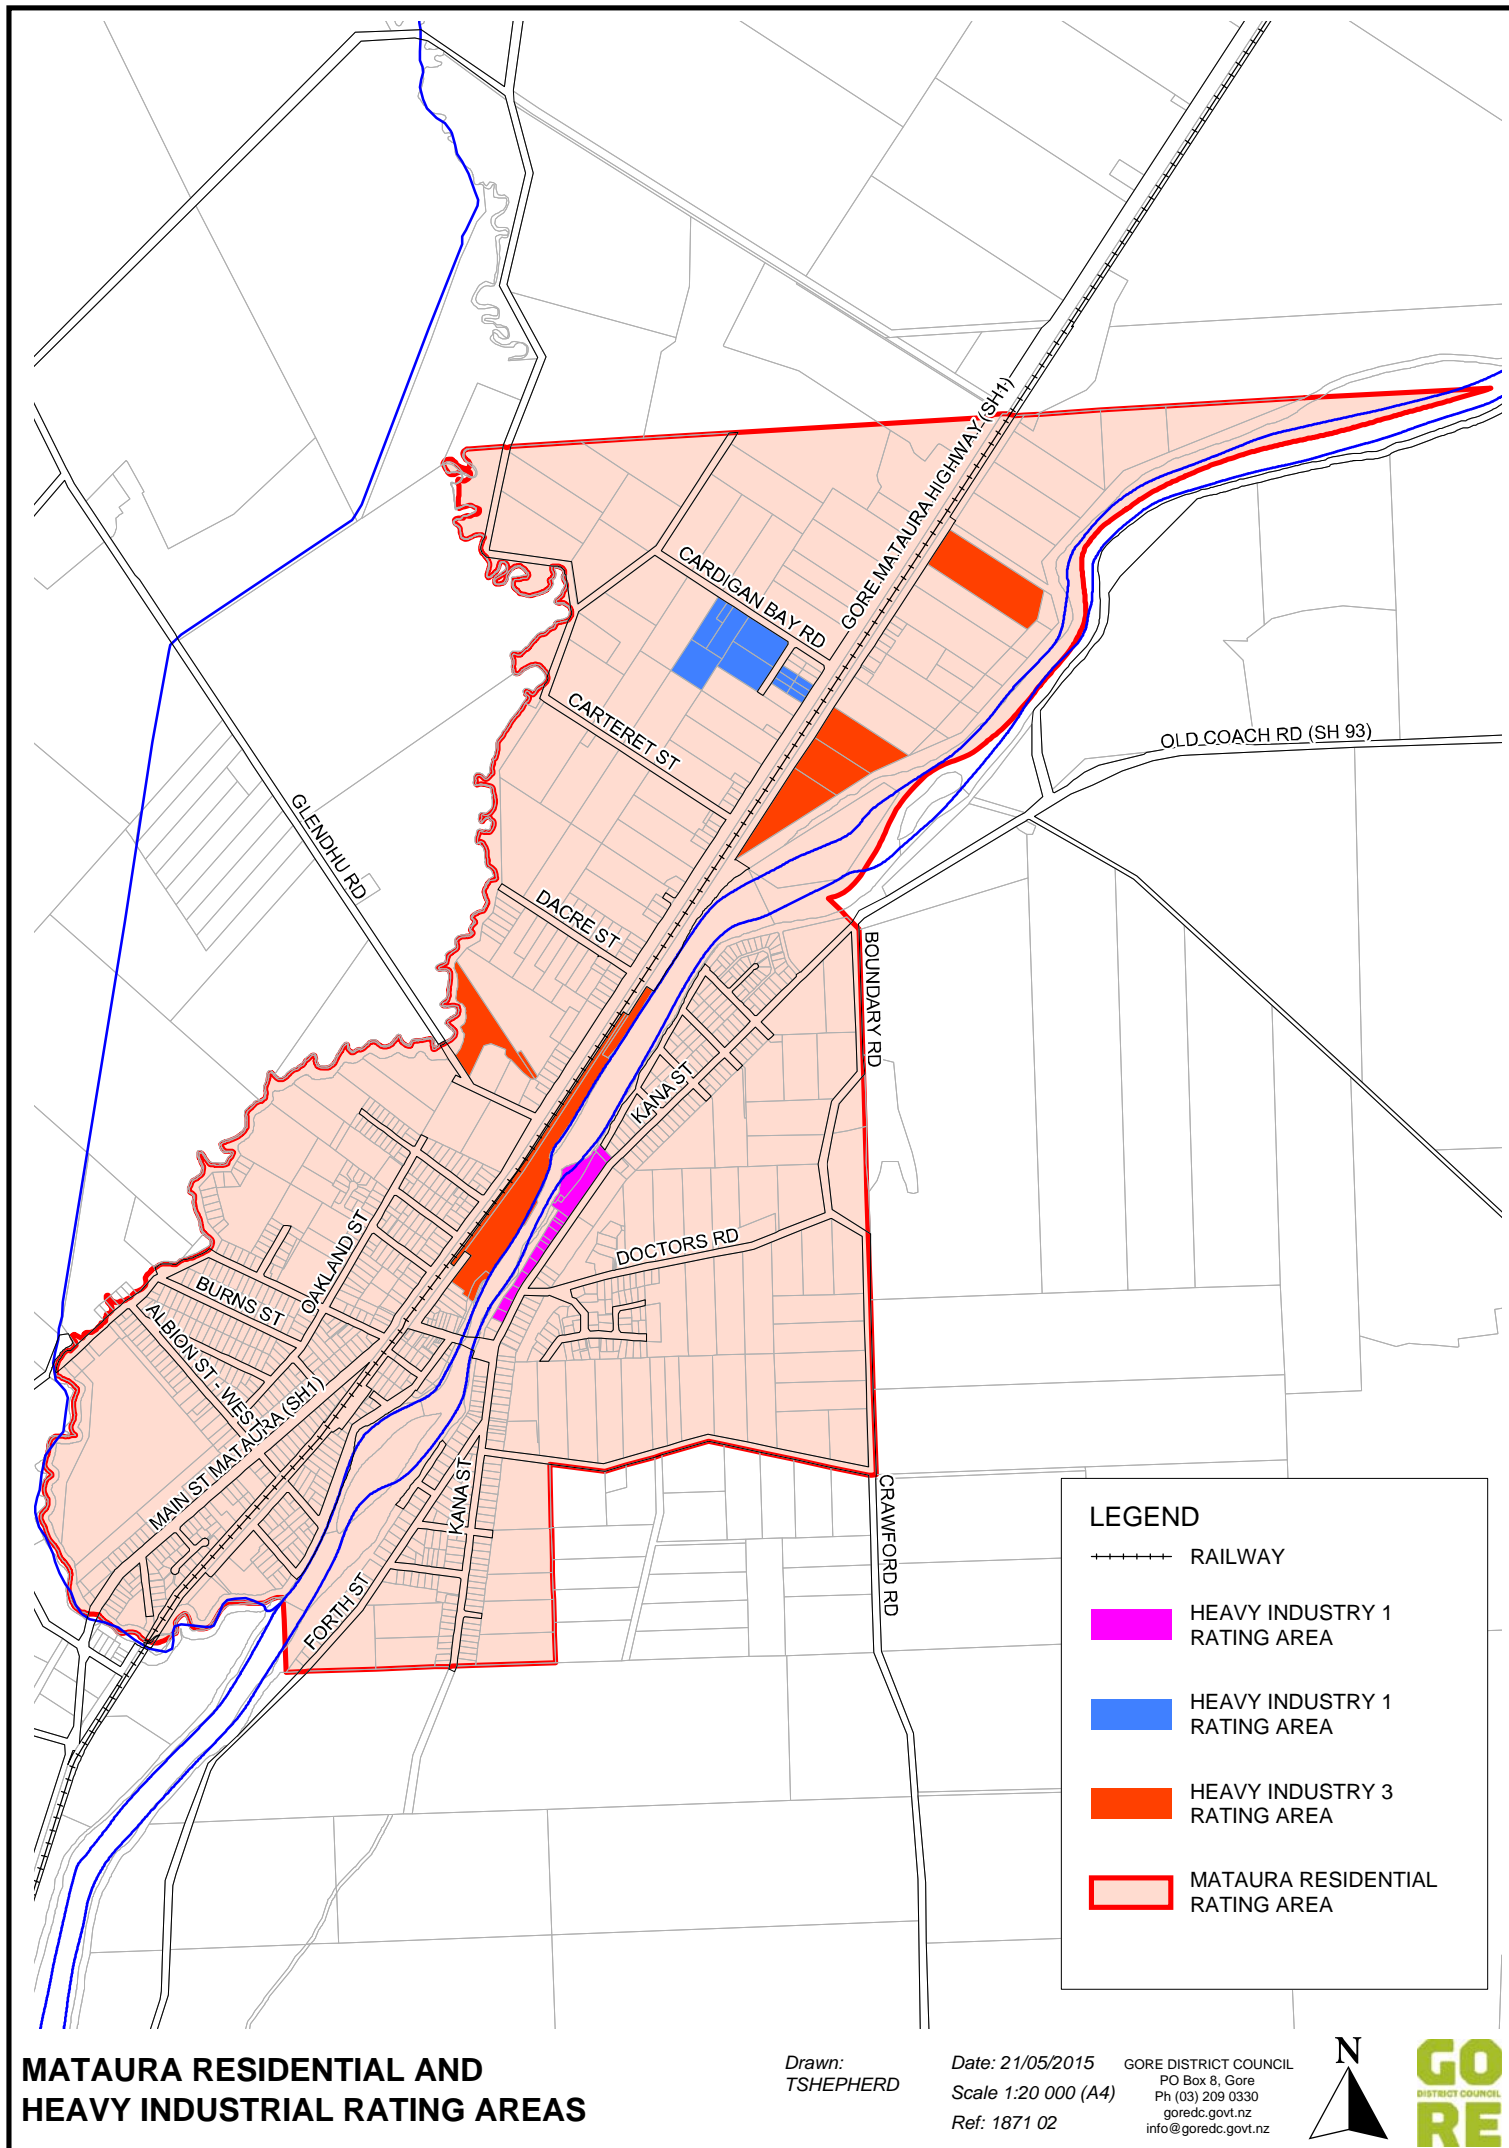 GORE MATAURA HIGHWAY (SH1)
CARDIGAN BAY RD
CARTERET ST
OLD COACH RD (SH 93)
GLENDHU RD
DACRE ST
BOUNDARY RD
KANA ST
DOCTORS RD
OAKLAND ST
BURNS ST
ALBION ST - WEST
MAIN ST MATAURA (SH1)
KANA ST
FORTH ST
CRAWFORD RD
LEGEND
RAILWAY
HEAVY INDUSTRY 1
RATING AREA
HEAVY INDUSTRY 1
RATING AREA
HEAVY INDUSTRY 3
RATING AREA
MATAURA RESIDENTIAL
RATING AREA
MATAURA RESIDENTIAL AND
HEAVY INDUSTRIAL RATING AREAS
Drawn:
TSHEPHERD
Date: 21/05/2015
Scale 1:20 000 (A4)
Ref: 1871 02
GORE DISTRICT COUNCIL
PO Box 8, Gore
Ph (03) 209 0330
goredc.govt.nz
info@goredc.govt.nz
N
GO
DISTRICT COUNCIL
RE